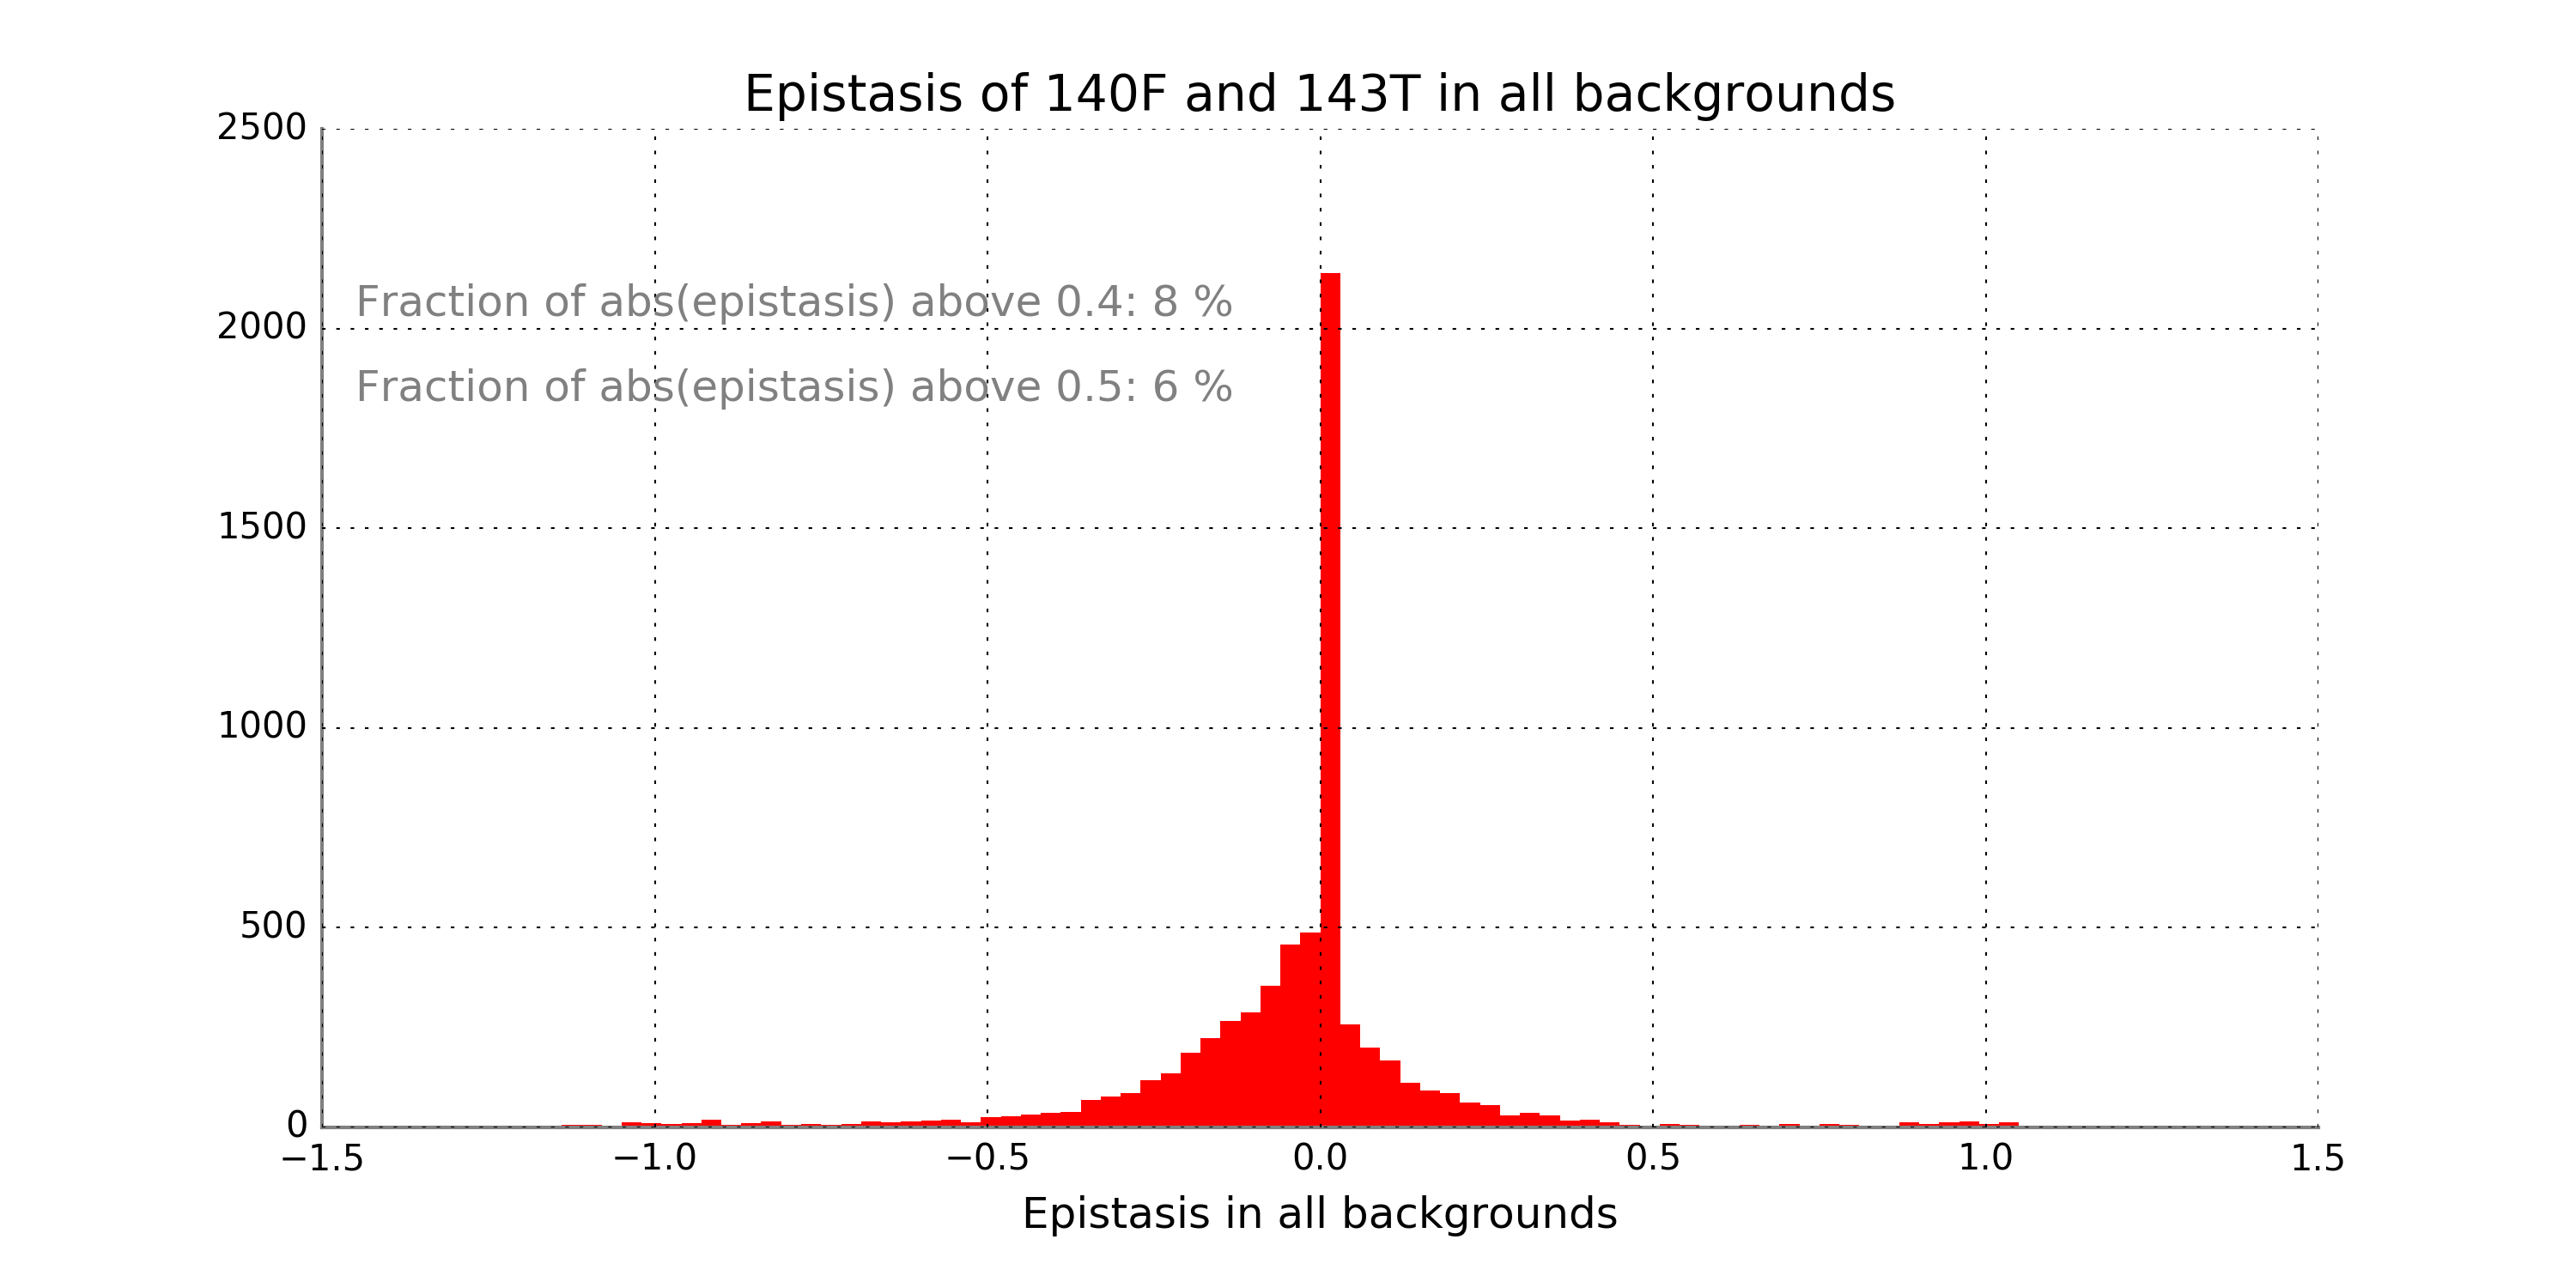 Epistasis of 140F and 143T in all backgrounds
2500
2000
1500
1000
500
0
Fraction of abs(epistasis) above 0.4: 8 %
Fraction of abs(epistasis) above 0.5: 6 %
−1.5 −1.0 −0.5 0.0 0.5 1.0 1.5
Epistasis in all backgrounds